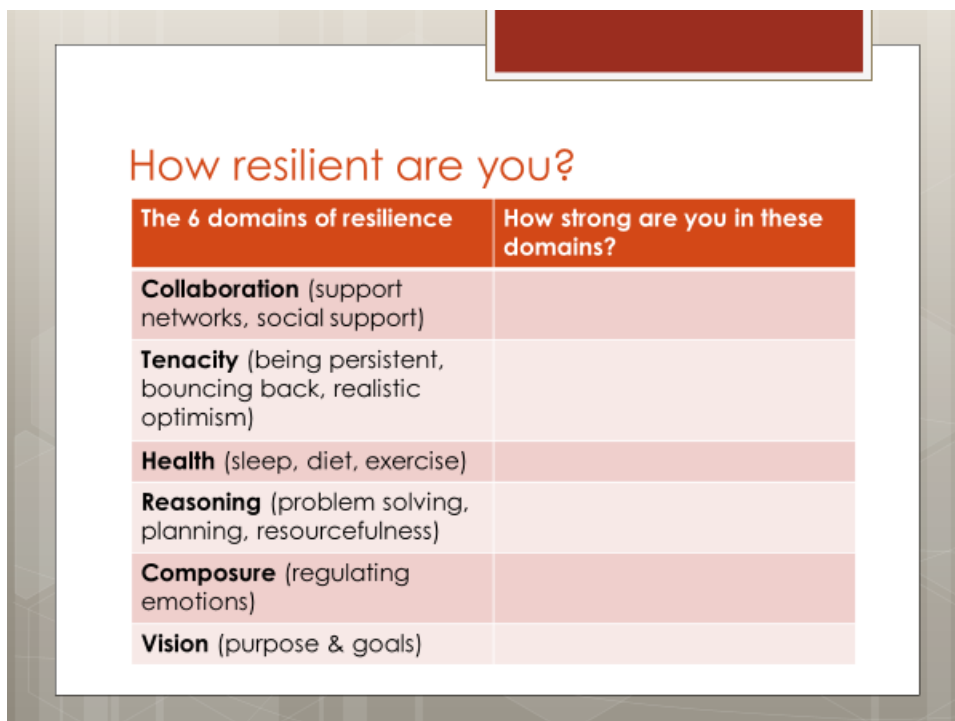 How resilient are you?
The 6 domains of resilience
How strong are you in these
domains?
Collaboration (support
networks, social support)
Tenacity (being persistent,
bouncing back, realistic
optimism)
Health (sleep, diet, exercise)
Reasoning (problem solving,
planning, resourcefulness)
Composure (regulating
emotions)
Vision (purpose & goals)